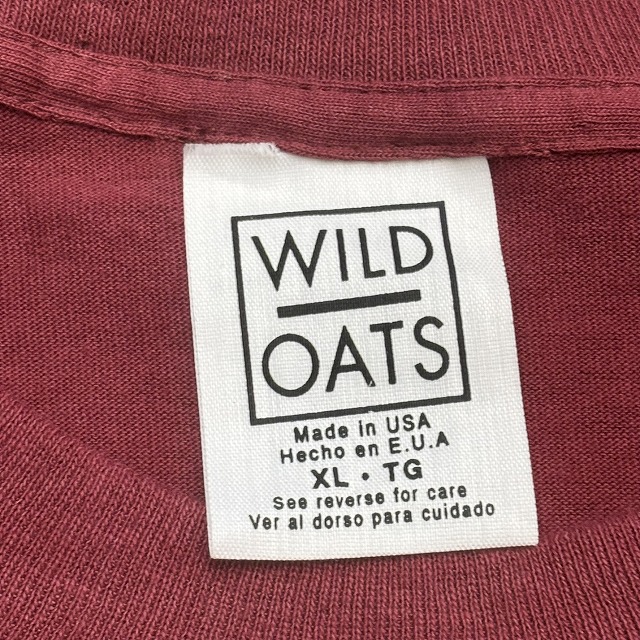 WILD
OATS
Made in USA
Hecho en E.U.A
XL • TG
See reverse for care
Ver al dorso para cuidado